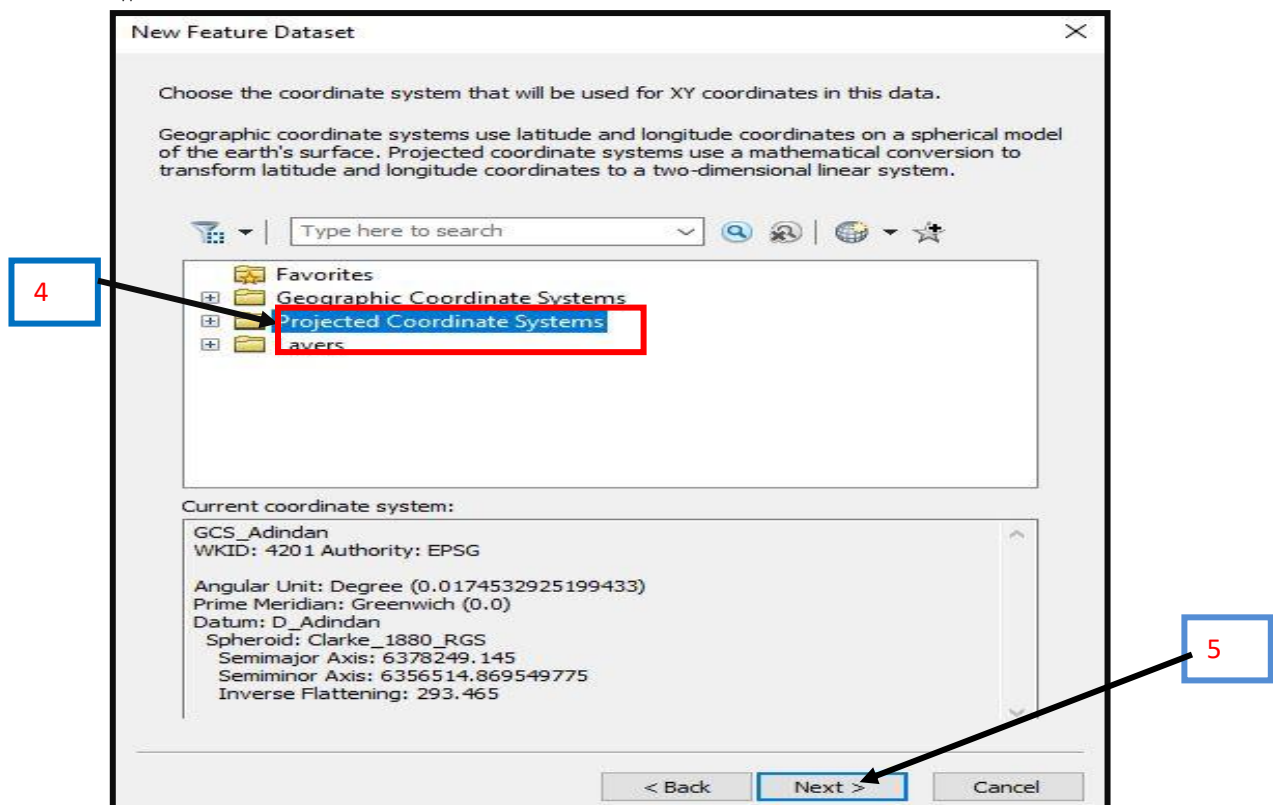 New Feature Dataset
Choose the coordinate system that will be used for XY coordinates in this data.
Geographic coordinate systems use latitude and longitude coordinates on a spherical model
of the earth's surface. Projected coordinate systems use a mathematical conversion to
transform latitude and longitude coordinates to a two-dimensional linear system.
Type here to search
Favorites
Geographic Coordinate Systems
4
Projected Coordinate Systems
Layers
Current coordinate system:
GCS_Adindan
WKID: 4201 Authority: EPSG
Angular Unit: Degree (0.0174532925199433)
Prime Meridian: Greenwich (0.0)
Datum: D_Adindan
Spheroid: Clarke_1880_RGS
Semimajor Axis: 6378249.145
Semiminor Axis: 6356514.869549775
Inverse Flattening: 293.465
5
< Back Next > Cancel